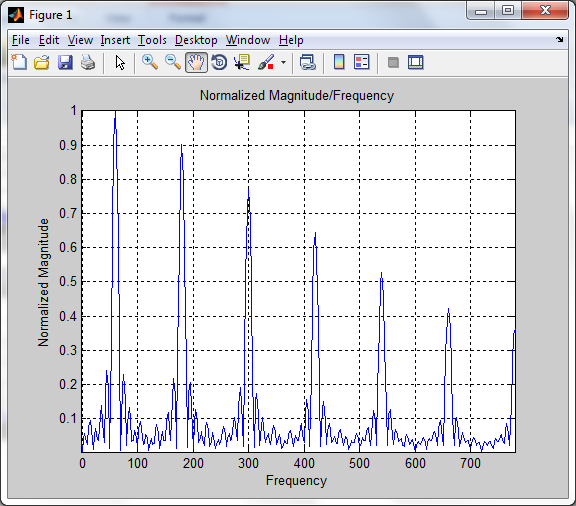 Figure 1
File Edit View Insert Tools Desktop Window Help
Normalized Magnitude/Frequency
1
0.9
0.8
0.7
0.6
0.5
0.4
0.3
0.2
0.1
Normalized Magnitude
0 100 200 300 400 500 600 700
Frequency